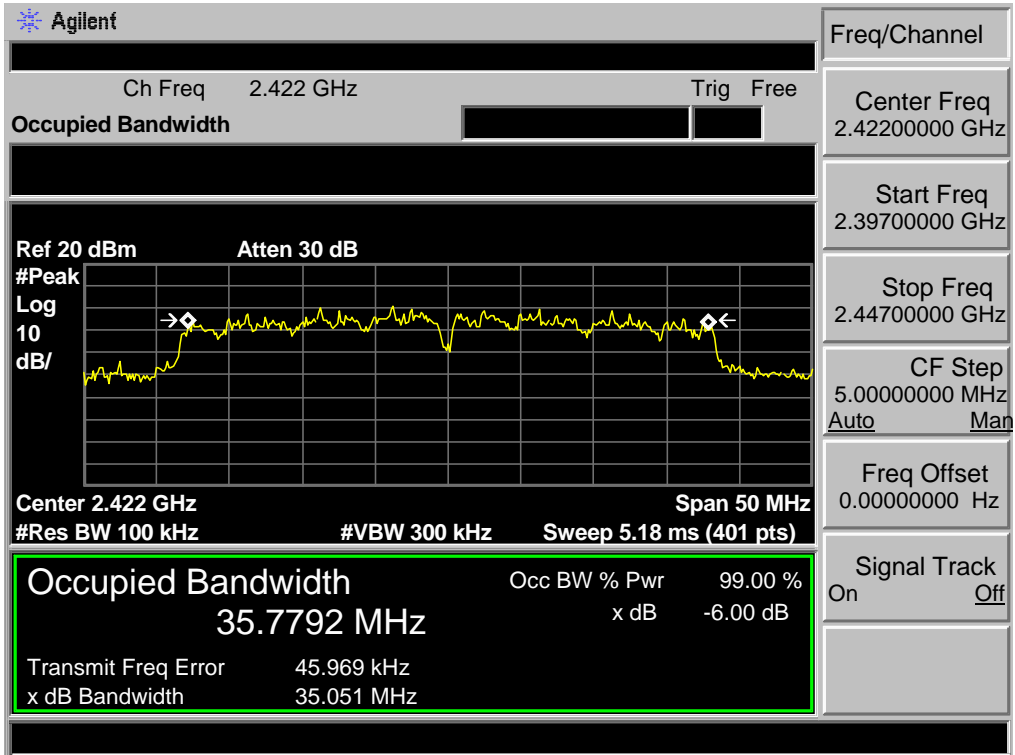 Agilent
Freq/Channel
Ch Freq 2.422 GHz Trig Free
Occupied Bandwidth
Center Freq
2.42200000 GHz
Start Freq
2.39700000 GHz
Ref 20 dBm Atten 30 dB
#Peak
Log
10
dB/
Stop Freq
2.44700000 GHz
CF Step
5.00000000 MHz
Auto Man
Freq Offset
0.00000000 Hz
Center 2.422 GHz Span 50 MHz
#Res BW 100 kHz #VBW 300 kHz Sweep 5.18 ms (401 pts)
Signal Track
On Off
Occupied Bandwidth Occ BW % Pwr 99.00 %
35.7792 MHz x dB -6.00 dB
Transmit Freq Error 45.969 kHz
x dB Bandwidth 35.051 MHz